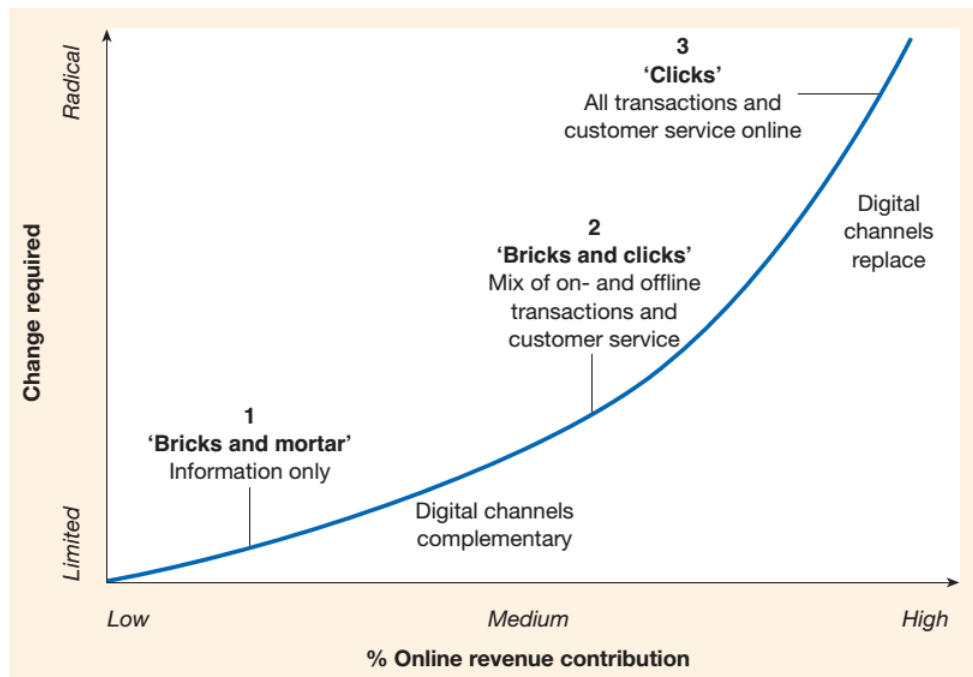 Radical
Change required
Limited
3
‘Clicks’
All transactions and
customer service online
Digital
channels
replace
2
‘Bricks and clicks’
Mix of on- and offline
transactions and
customer service
1
‘Bricks and mortar’
Information only
Digital channels
complementary
Low
Medium
High
% Online revenue contribution